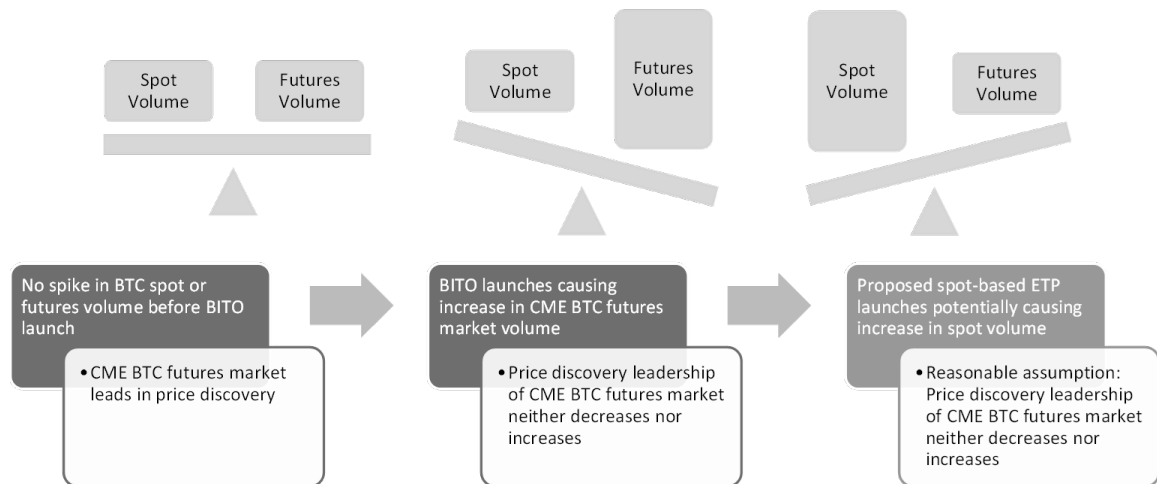 Spot
Volume
Futures
Volume
Spot
Volume
Futures
Volume
Spot
Volume
Futures
Volume
No spike in BTC spot or
futures volume before BITO
launch
• CME BTC futures market
leads in price discovery
BITO launches causing
increase in CME BTC futures
market volume
• Price discovery leadership
of CME BTC futures market
neither decreases nor
increases
Proposed spot-based ETP
launches potentially causing
increase in spot volume
• Reasonable assumption:
Price discovery leadership
of CME BTC futures market
neither decreases nor
increases